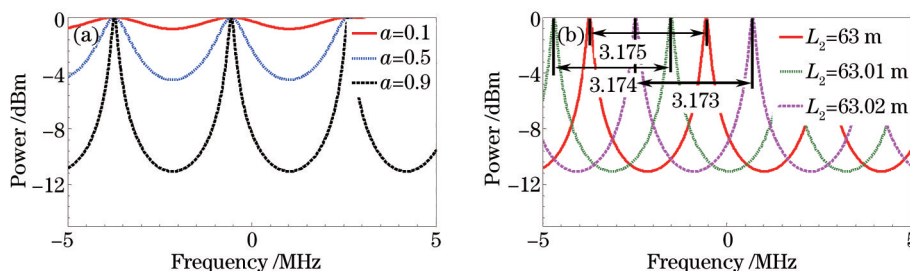 0
(a)
a=0.1
a=0.5
a=0.9
-4
-8
-12
Power /dBm
-5
0
5
Frequency /MHz
0
(b)
3.175
3.174
3.173
L2=63 m
L2=63.01 m
L2=63.02 m
-4
-8
-12
Power /dBm
-5
0
5
Frequency /MHz